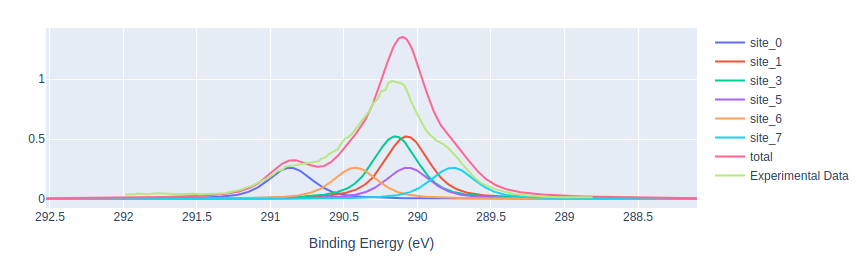 1
0.5
0
292.5
292
291.5
291
290.5
290
289.5
289
288.5
Binding Energy (eV)
site_0
site_1
site_3
site_5
site_6
site_7
total
Experimental Data